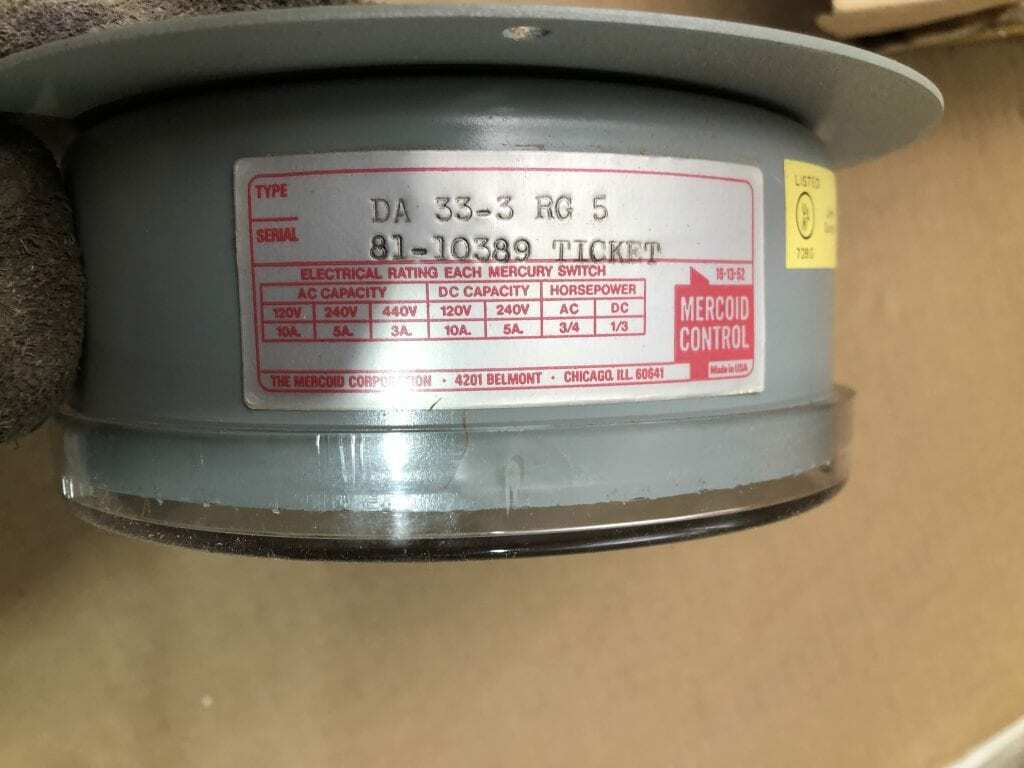 TYPE
DA 33-3 RG 5
SERIAL
81-10389 TICKET
ELECTRICAL RATING EACH MERCURY SWITCH
AC CAPACITY DC CAPACITY HORSEPOWER
120V 240V 440V 120V 240V AC DC
10A. 5A. 3A. 10A. 5A. 3/4 1/3
16-13-52
MERCOID
CONTROL
Made in USA
THE MERCOID CORPORATION · 4201 BELMONT · CHICAGO, ILL. 60641
LISTED
UL